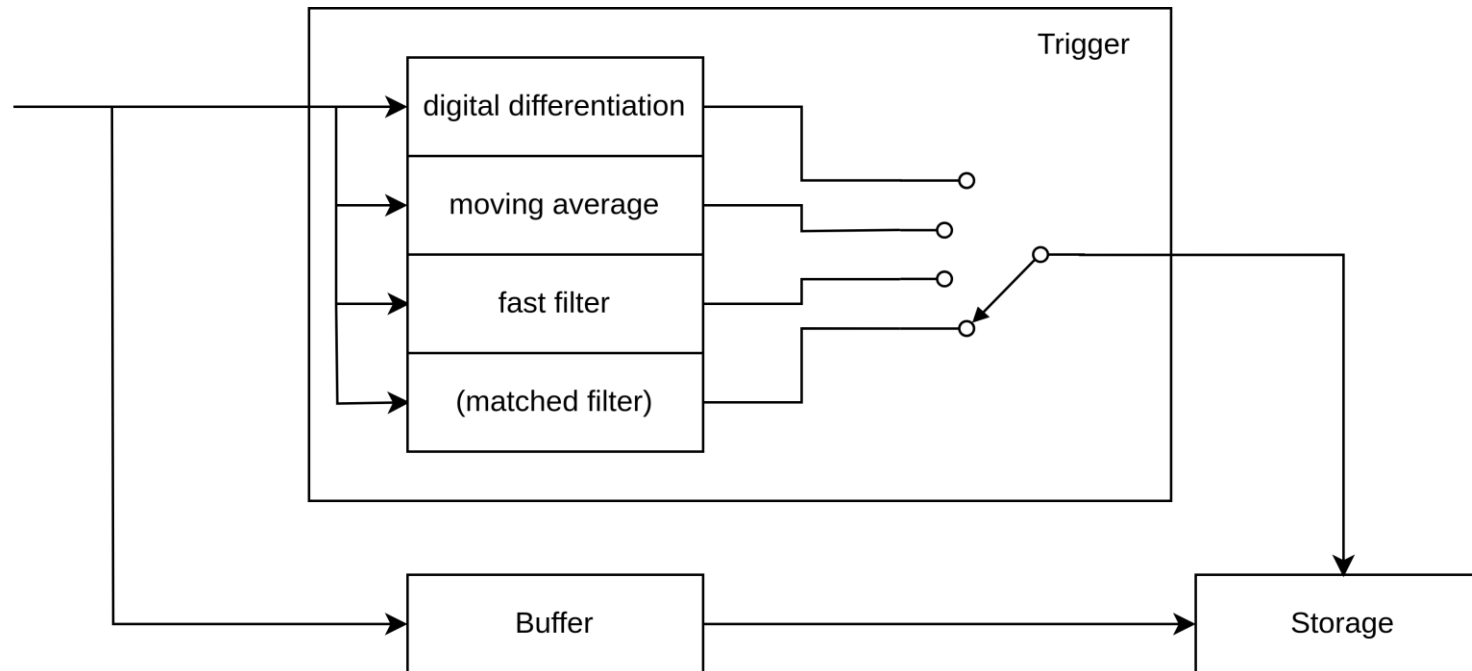 Trigger
digital differentiation
moving average
fast filter
(matched filter)
Buffer
Storage